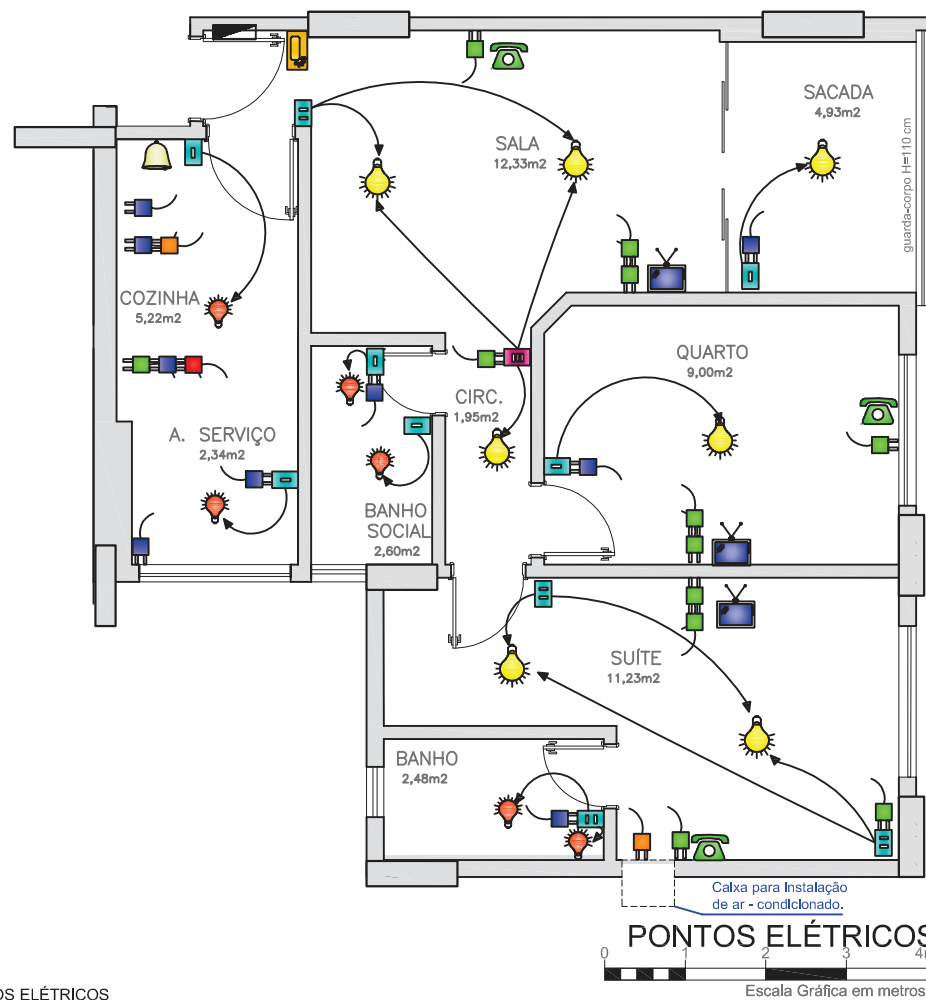 SACADA
4,93m2
guarda-corpo H=110 cm
SALA
12,33m2
COZINHA
5,22m2
QUARTO
9,00m2
CIRC.
1,95m2
A. SERVIÇO
2,34m2
BANHO
SOCIAL
2,60m2
SUÍTE
11,23m2
BANHO
2,48m2
Caixa para Instalação
de ar - condicionado.
PONTOS ELÉTRICOS
0 1 2 3 4m
Escala Gráfica em metros
OS ELÉTRICOS